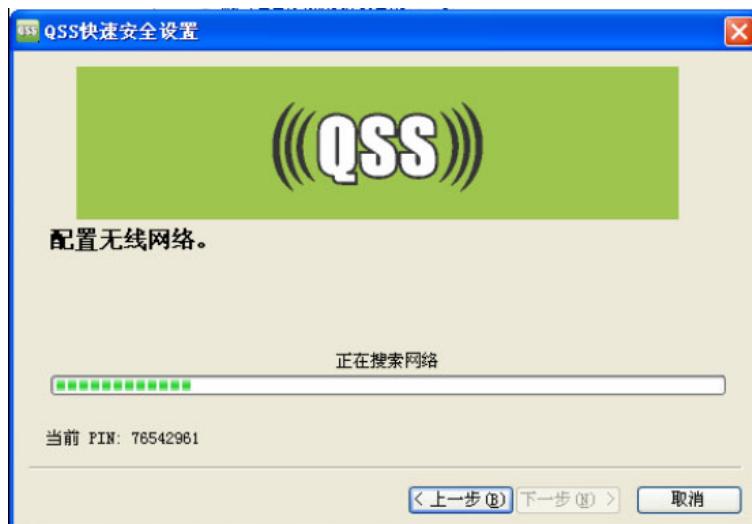 QSS QSS快速安全设置
(((QSS)))
配置无线网络。
正在搜索网络
当前 PIN: 76542961
< 上一步(B) 下一步(N) > 取消